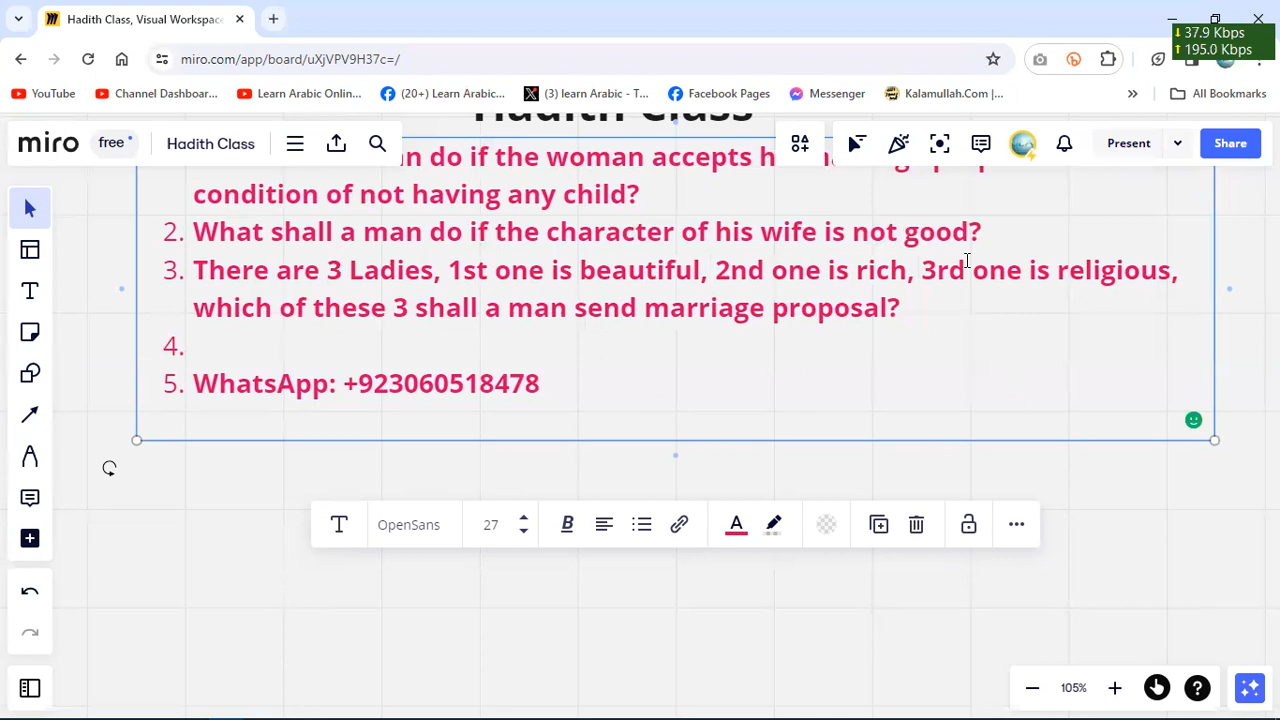 Hadith Class, Visual Workspace
37.9 Kbps
195.0 Kbps
miro.com/app/board/uXjVPV9H37c=/
YouTube
Channel Dashboar...
Learn Arabic Onlin...
(20+) Learn Arabic...
(3) learn Arabic - T...
Facebook Pages
Messenger
Kalamullah.Com |...
All Bookmarks
Hadith Class
miro
free
Hadith Class
Present
Share
n do if the woman accepts h
condition of not having any child?
2. What shall a man do if the character of his wife is not good?
3. There are 3 Ladies, 1st one is beautiful, 2nd one is rich, 3rd one is religious,
which of these 3 shall a man send marriage proposal?
4.
5. WhatsApp: +923060518478
OpenSans
27
105%